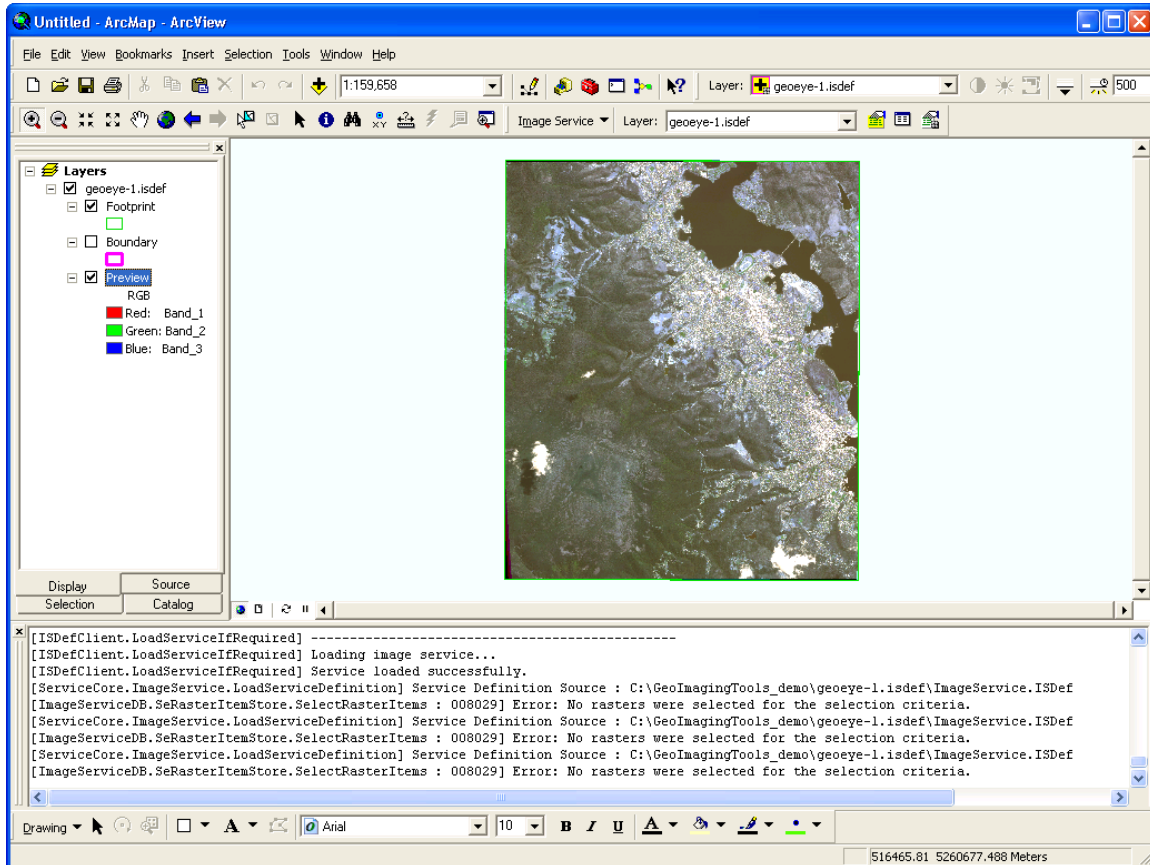 Untitled - ArcMap - ArcView
File Edit View Bookmarks Insert Selection Tools Window Help
1:159,658 Layer: geoeye-1.isdef 500
Image Service Layer: geoeye-1.isdef
Layers
geoeye-1.isdef
Footprint
Boundary
Preview
RGB
Red: Band_1
Green: Band_2
Blue: Band_3
Display Source
Selection Catalog
[ISDefClient.LoadServiceIfRequired] -----------------------------------------------
[ISDefClient.LoadServiceIfRequired] Loading image service...
[ISDefClient.LoadServiceIfRequired] Service loaded successfully.
[ServiceCore.ImageService.LoadServiceDefinition] Service Definition Source : C:\GeoImagingTools_demo\geoeye-1.isdef\ImageService.ISDef
[ImageServiceDB.SeRasterItemStore.SelectRasterItems : 008029] Error: No rasters were selected for the selection criteria.
[ServiceCore.ImageService.LoadServiceDefinition] Service Definition Source : C:\GeoImagingTools_demo\geoeye-1.isdef\ImageService.ISDef
[ImageServiceDB.SeRasterItemStore.SelectRasterItems : 008029] Error: No rasters were selected for the selection criteria.
[ServiceCore.ImageService.LoadServiceDefinition] Service Definition Source : C:\GeoImagingTools_demo\geoeye-1.isdef\ImageService.ISDef
[ImageServiceDB.SeRasterItemStore.SelectRasterItems : 008029] Error: No rasters were selected for the selection criteria.
Drawing A Arial 10 B I U A
516465.81 5260677.488 Meters